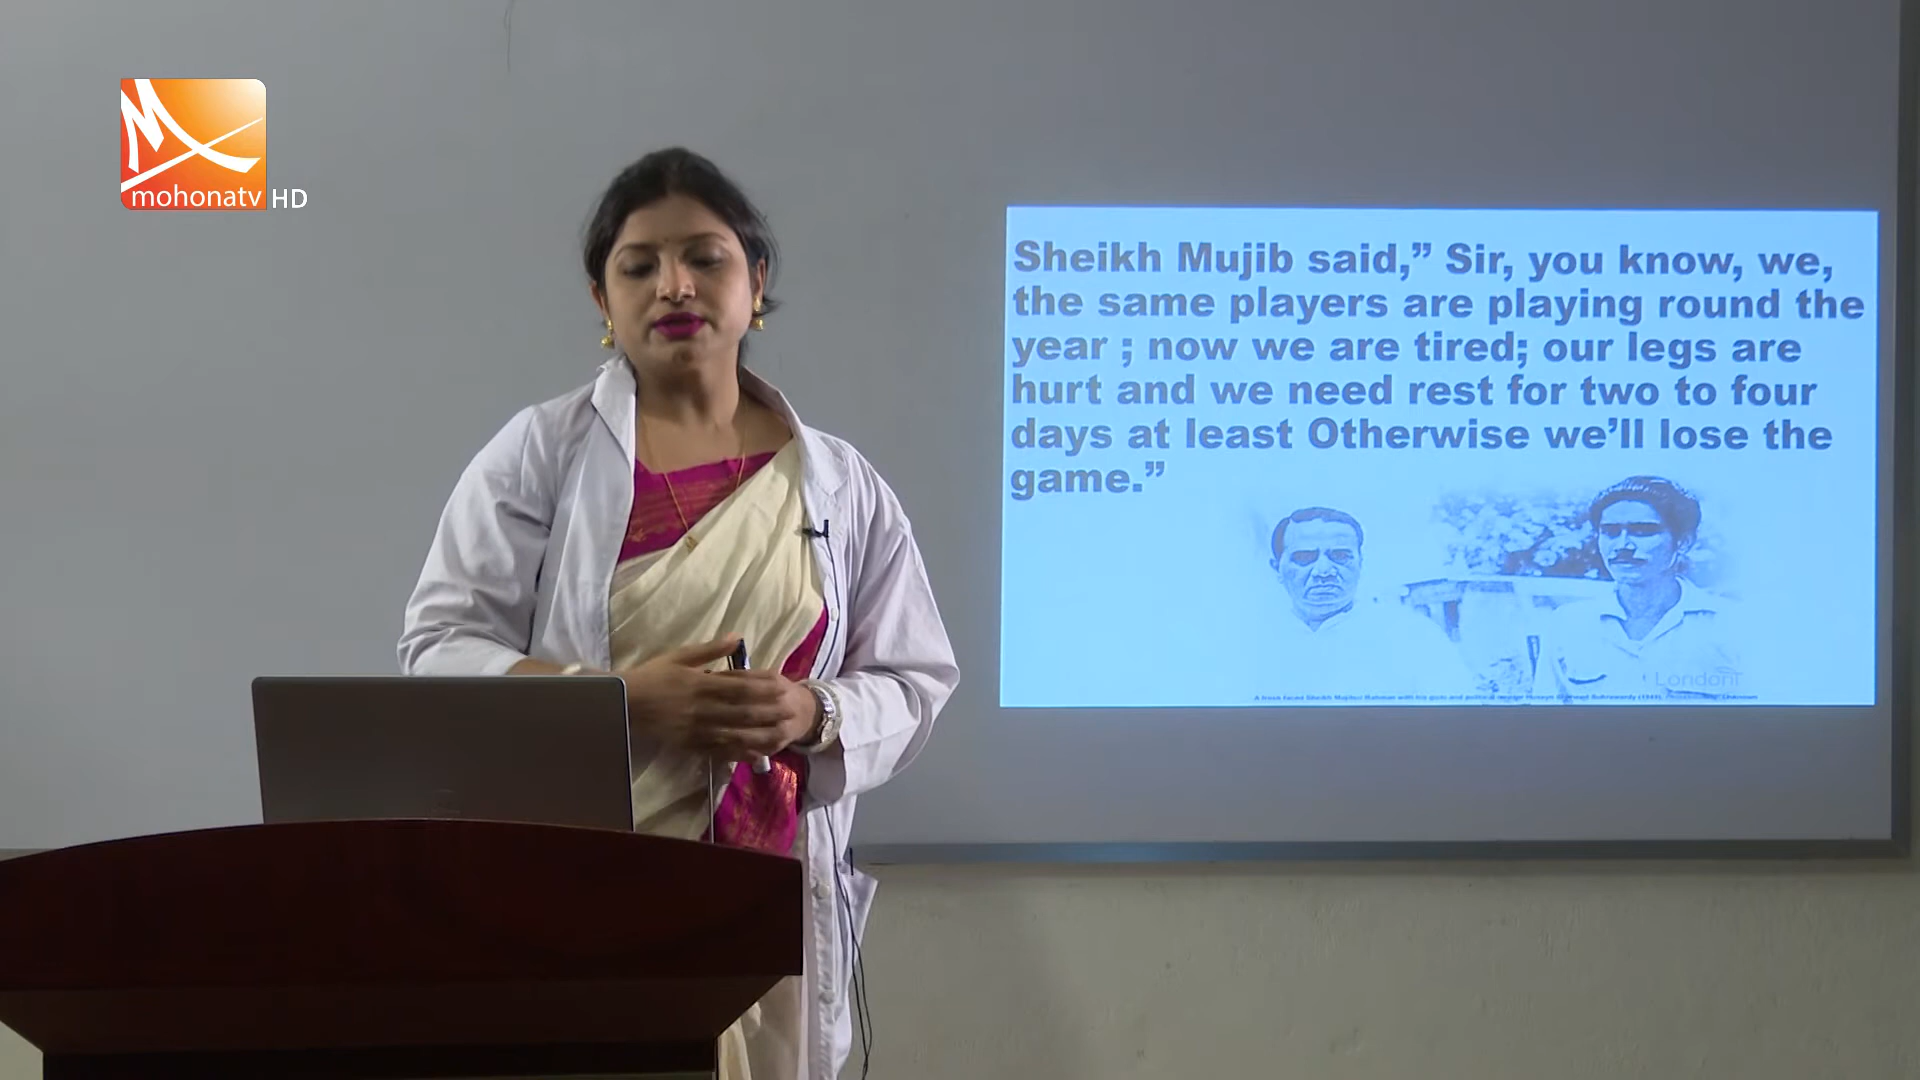 mohonatv HD
Sheikh Mujib said,” Sir, you know, we,
the same players are playing round the
year ; now we are tired; our legs are
hurt and we need rest for two to four
days at least Otherwise we’ll lose the
game.”
Londoni